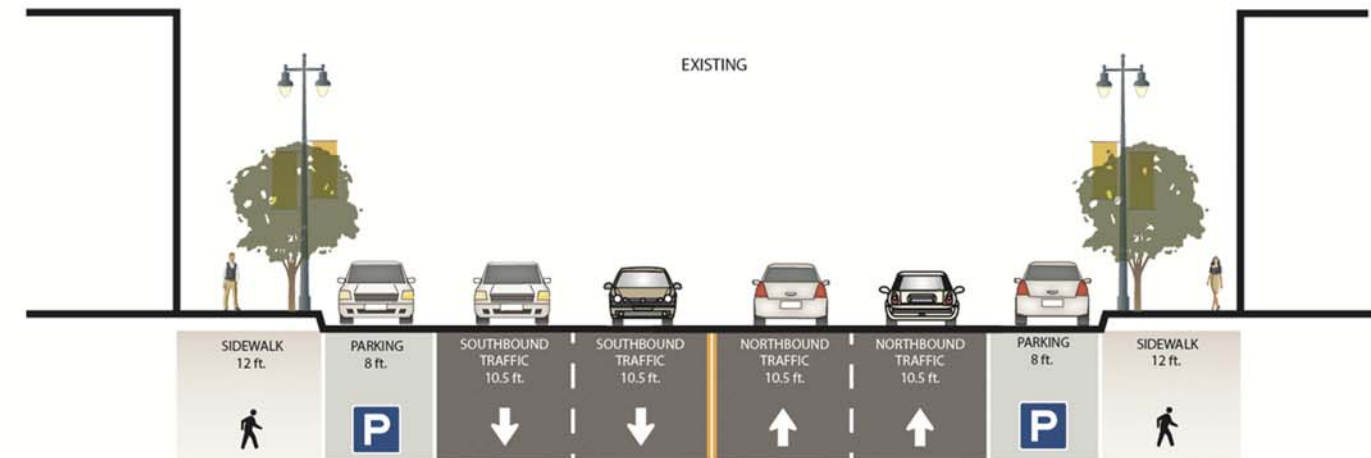 EXISTING
SIDEWALK
12 ft.
PARKING
8 ft.
SOUTHBOUND
TRAFFIC
10.5 ft.
SOUTHBOUND
TRAFFIC
10.5 ft.
NORTHBOUND
TRAFFIC
10.5 ft.
NORTHBOUND
TRAFFIC
10.5 ft.
PARKING
8 ft.
SIDEWALK
12 ft.
P
P